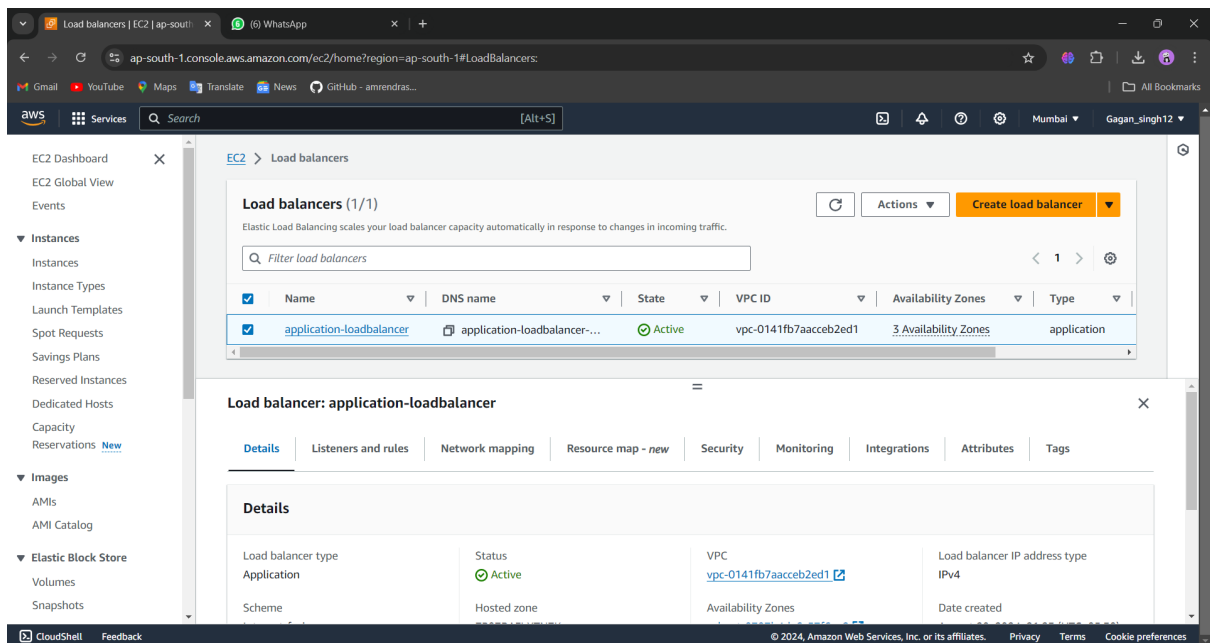 Load balancers | EC2 | ap-south
(6) WhatsApp
ap-south-1.console.aws.amazon.com/ec2/home?region=ap-south-1#LoadBalancers:
Gmail YouTube Maps Translate News GitHub - amrendras... All Bookmarks
aws Services Search [Alt+S] Mumbai Gagan_singh12
EC2 Dashboard
EC2 Global View
Events
Instances
Instances
Instance Types
Launch Templates
Spot Requests
Savings Plans
Reserved Instances
Dedicated Hosts
Capacity
Reservations New
Images
AMIs
AMI Catalog
Elastic Block Store
Volumes
Snapshots
EC2 > Load balancers
Load balancers (1/1)
Actions
Create load balancer
Elastic Load Balancing scales your load balancer capacity automatically in response to changes in incoming traffic.
Filter load balancers
1
Name DNS name State VPC ID Availability Zones Type
application-loadbalancer application-loadbalancer-... Active vpc-0141fb7aacceb2ed1 3 Availability Zones application
Load balancer: application-loadbalancer
Details Listeners and rules Network mapping Resource map - new Security Monitoring Integrations Attributes Tags
Details
Load balancer type Status VPC Load balancer IP address type
Application Active vpc-0141fb7aacceb2ed1 IPv4
Scheme Hosted zone Availability Zones Date created
CloudShell Feedback © 2024, Amazon Web Services, Inc. or its affiliates. Privacy Terms Cookie preferences